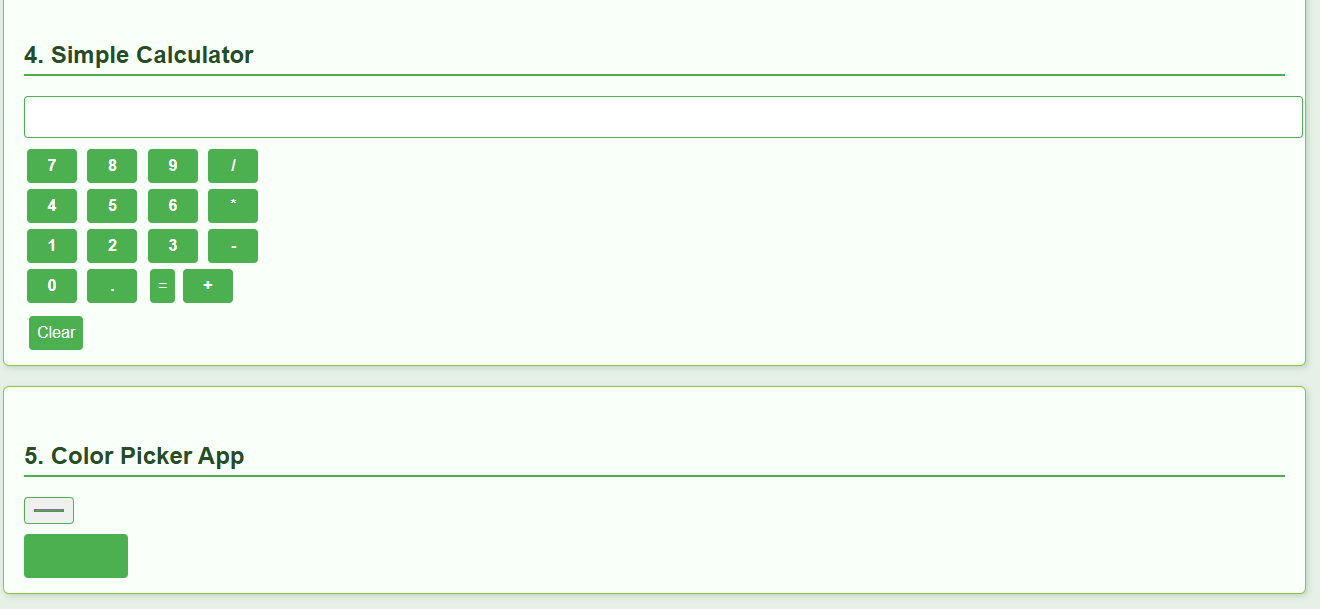 4. Simple Calculator
7 8 9 /
4 5 6 *
1 2 3 -
0 . = +
Clear
5. Color Picker App